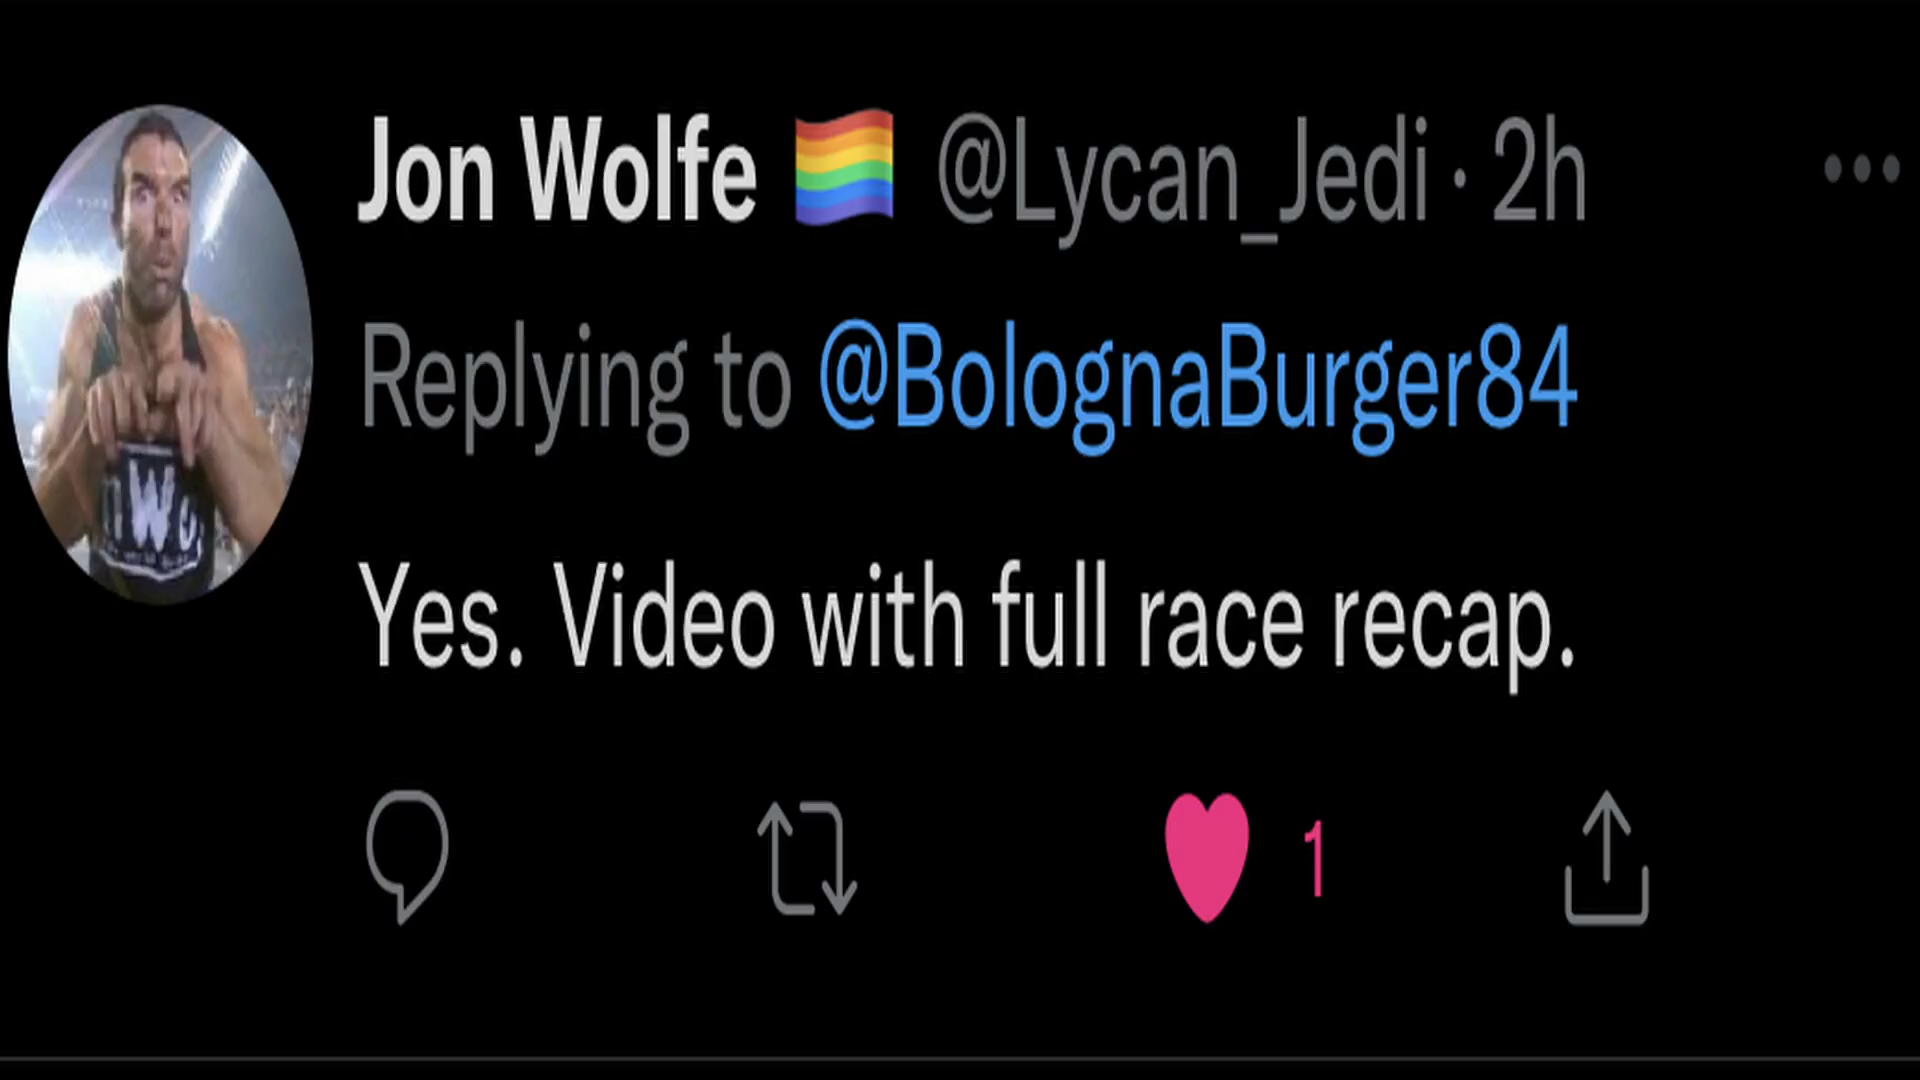 Jon Wolfe 🏳️‍🌈 @Lycan_Jedi · 2h
Replying to @BolognaBurger84
Yes. Video with full race recap.
1